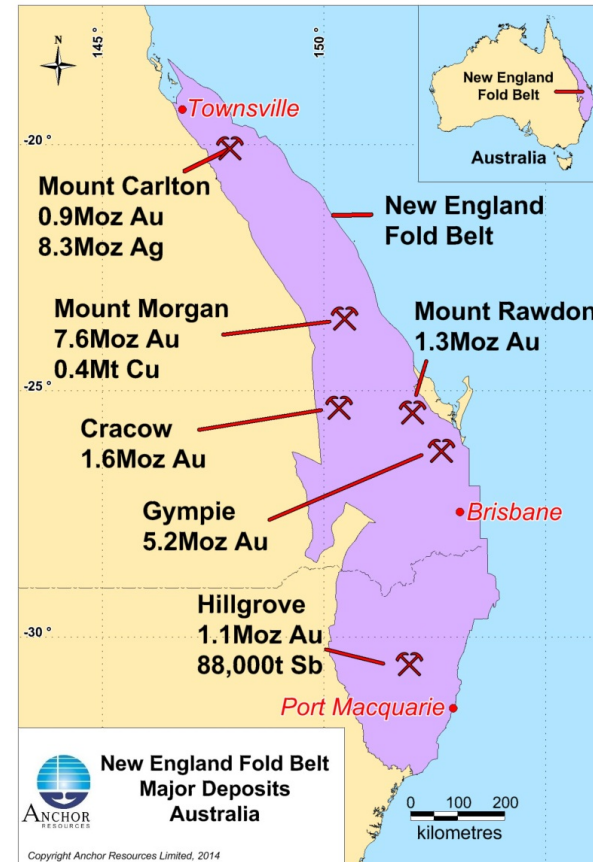 145 °
150 °
New England
Fold Belt
Australia
Townsville
-20 °
Mount Carlton
0.9Moz Au
8.3Moz Ag
New England
Fold Belt
Mount Morgan
7.6Moz Au
0.4Mt Cu
Mount Rawdon
1.3Moz Au
-25 °
Cracow
1.6Moz Au
Gympie
5.2Moz Au
Brisbane
Hillgrove
1.1Moz Au
88,000t Sb
-30 °
Port Macquarie
New England Fold Belt
Major Deposits
Australia
ANCHOR
RESOURCES
0 100 200
kilometres
Copyright Anchor Resources Limited, 2014